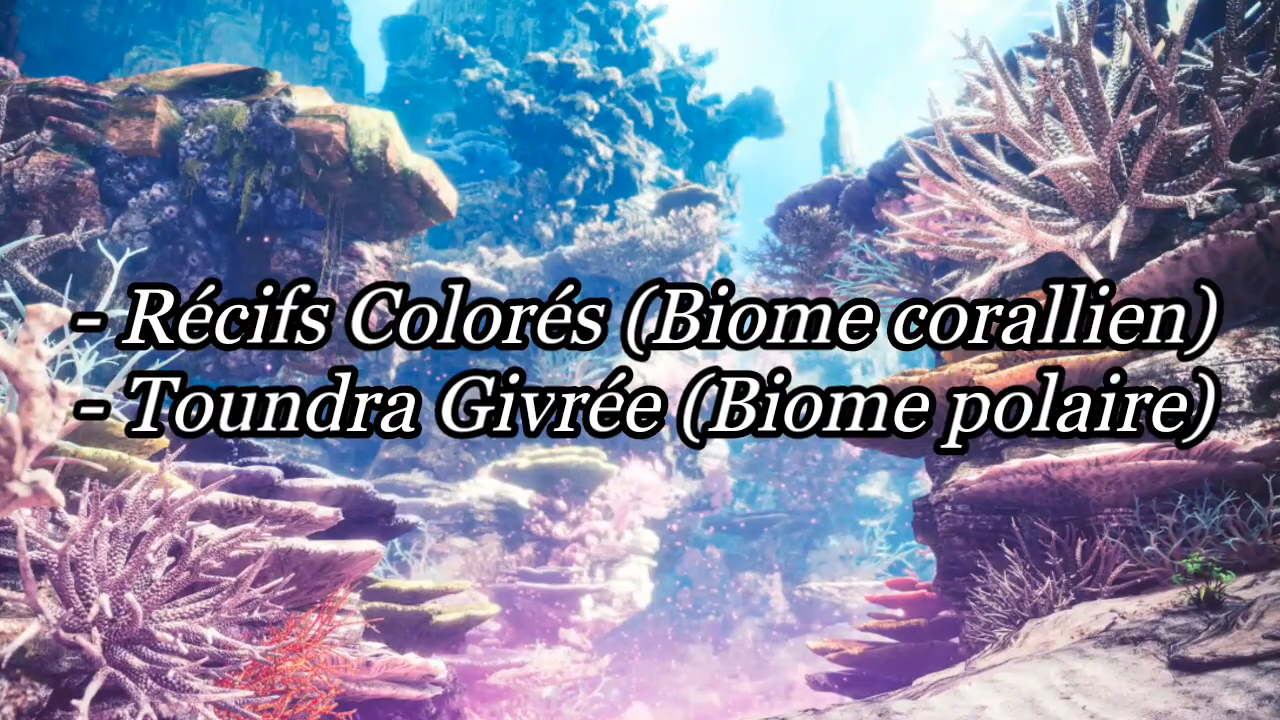 - Récifs Colorés (Biome corallien)
- Toundra Givrée (Biome polaire)